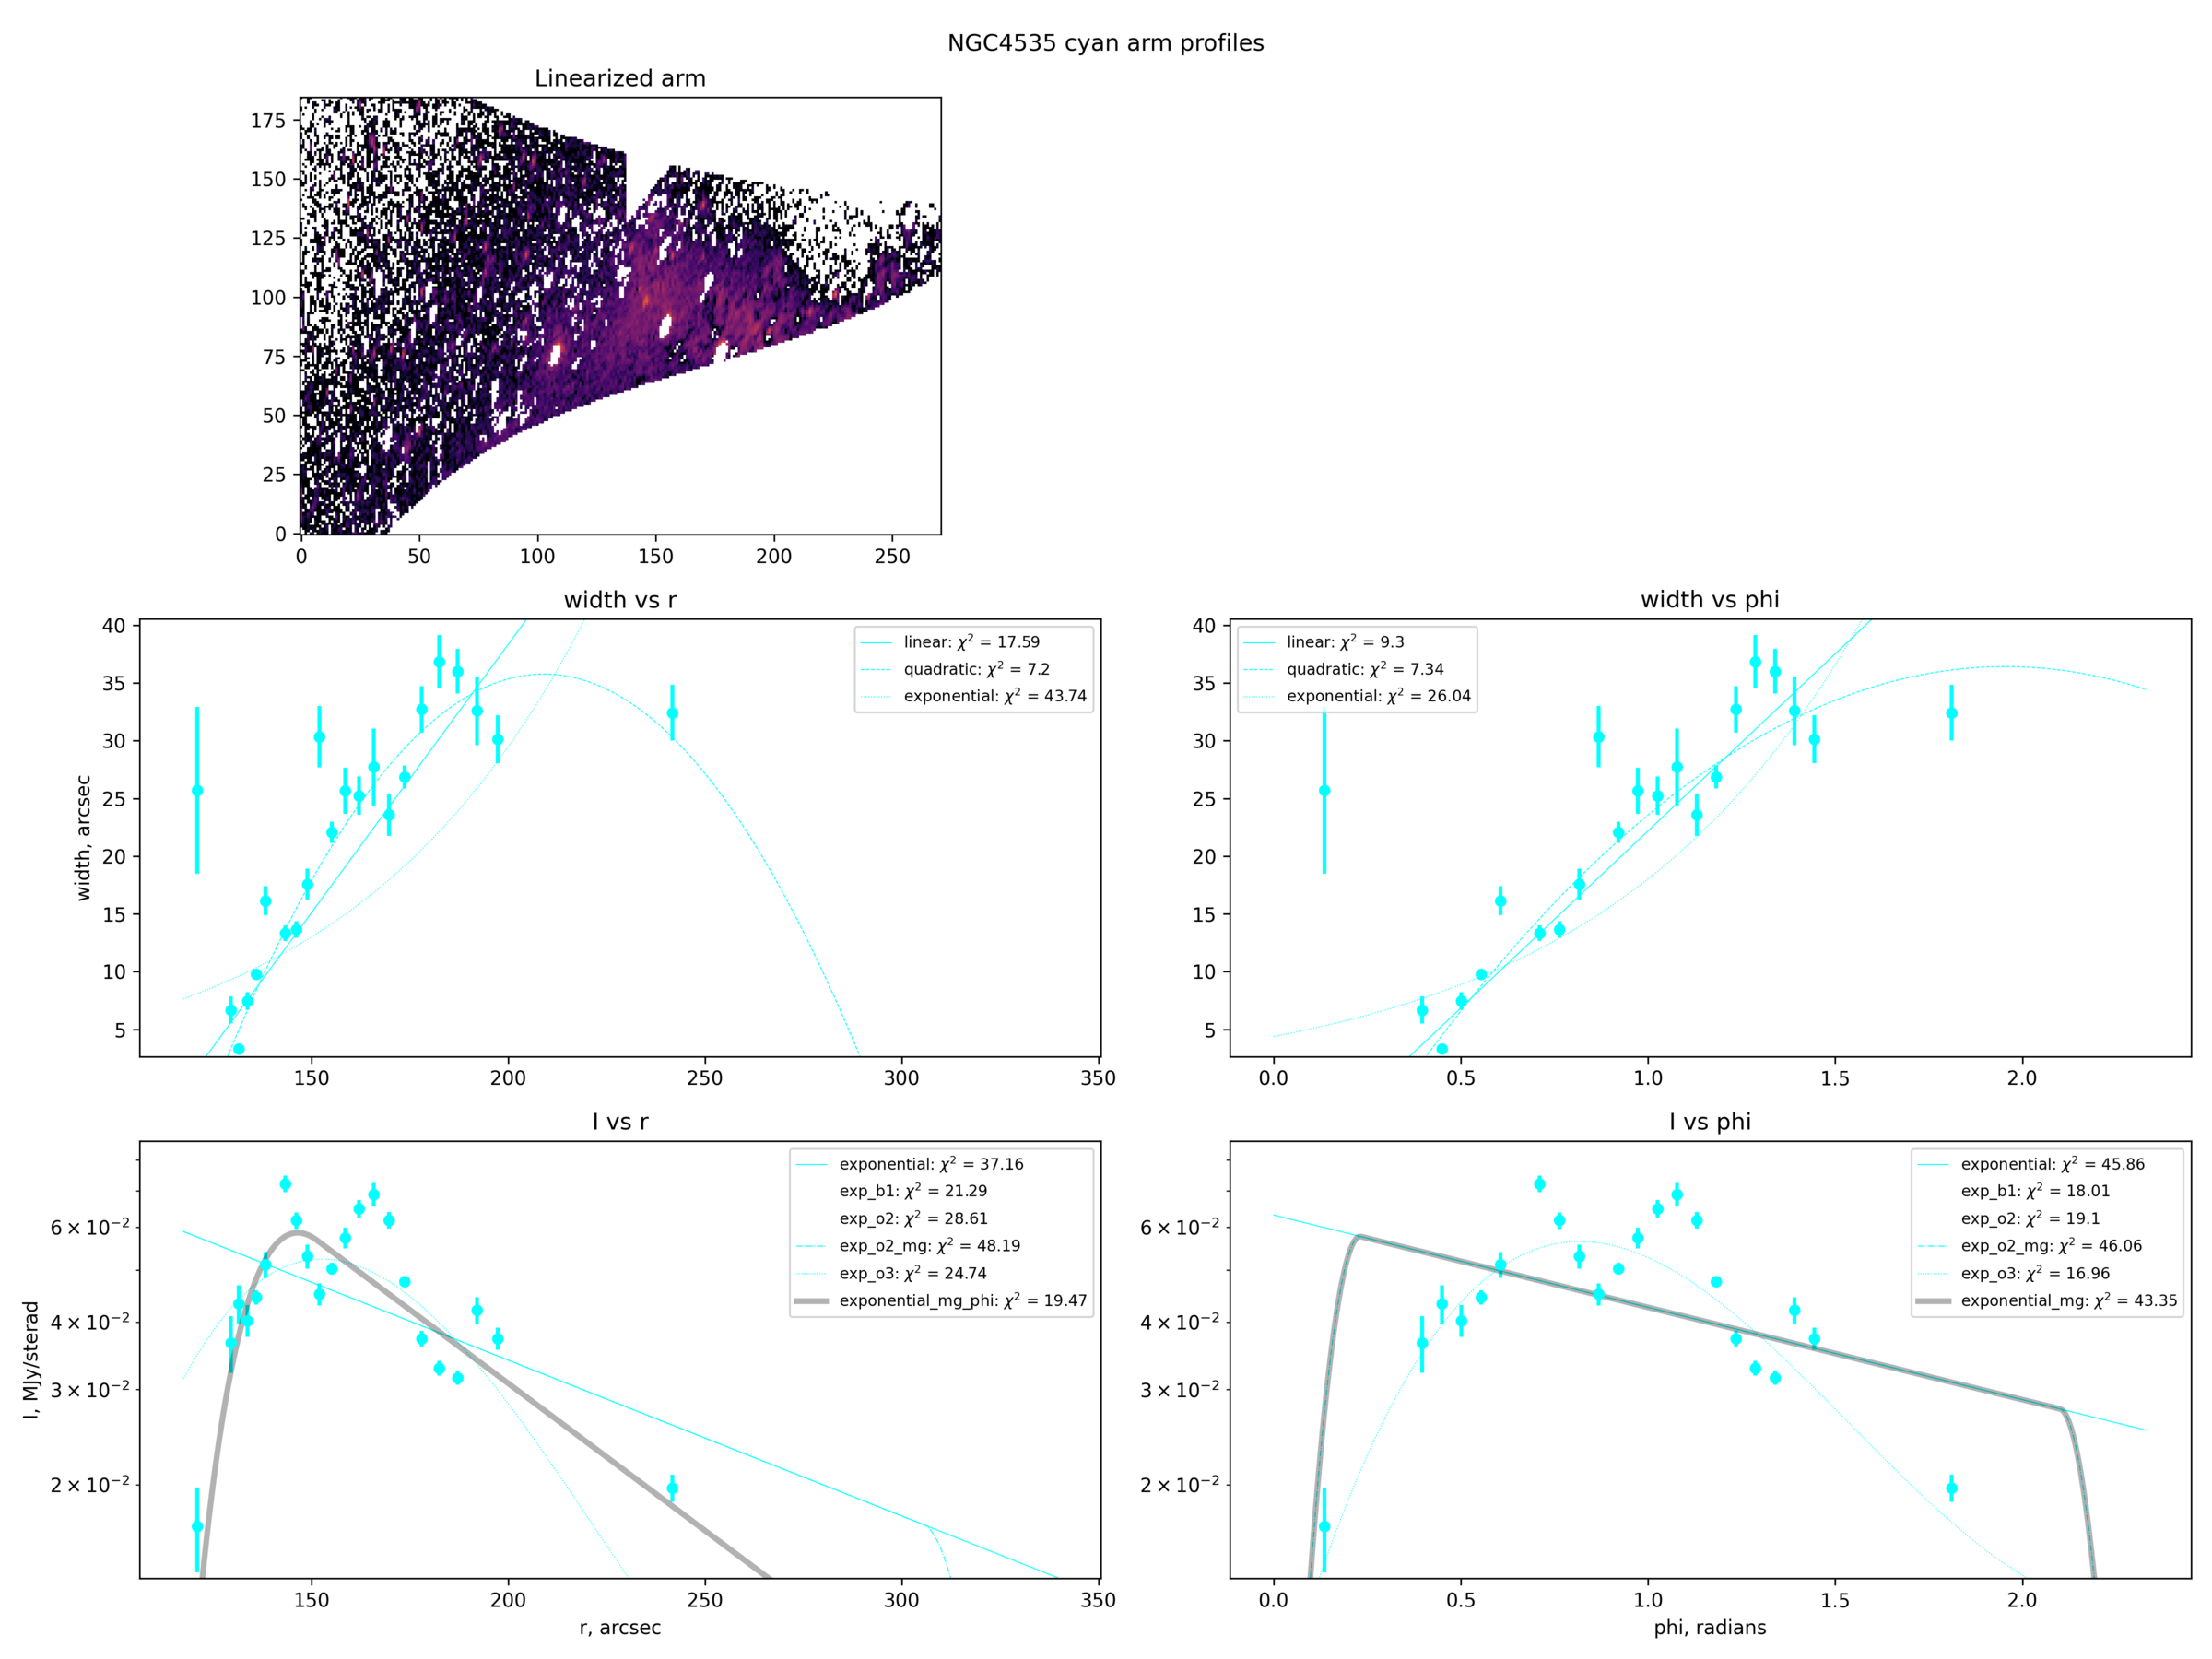 NGC4535 cyan arm profiles
Linearized arm
175
150
125
100
75
50
25
0
0 50 100 150 200 250
width vs r
width, arcsec
40
35
30
25
20
15
10
5
linear: χ² = 17.59
quadratic: χ² = 7.2
exponential: χ² = 43.74
150 200 250 300 350
width vs phi
40
35
30
25
20
15
10
5
linear: χ² = 9.3
quadratic: χ² = 7.34
exponential: χ² = 26.04
0.0 0.5 1.0 1.5 2.0
I vs r
I, MJy/sterad
6 × 10⁻²
4 × 10⁻²
3 × 10⁻²
2 × 10⁻²
exponential: χ² = 37.16
exp_b1: χ² = 21.29
exp_o2: χ² = 28.61
exp_o2_mg: χ² = 48.19
exp_o3: χ² = 24.74
exponential_mg_phi: χ² = 19.47
150 200 250 300 350
r, arcsec
I vs phi
6 × 10⁻²
4 × 10⁻²
3 × 10⁻²
2 × 10⁻²
exponential: χ² = 45.86
exp_b1: χ² = 18.01
exp_o2: χ² = 19.1
exp_o2_mg: χ² = 46.06
exp_o3: χ² = 16.96
exponential_mg: χ² = 43.35
0.0 0.5 1.0 1.5 2.0
phi, radians